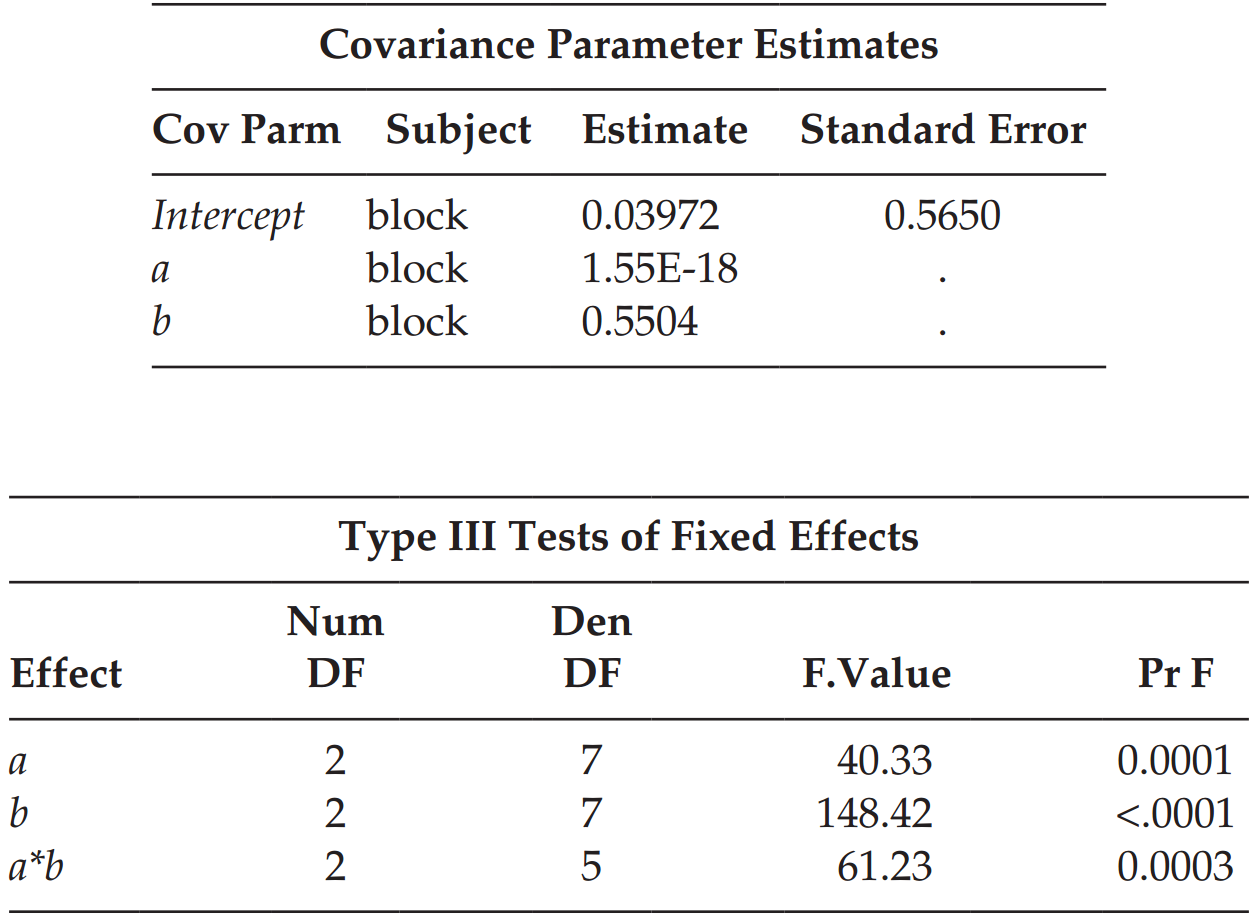 Covariance Parameter Estimates
Cov Parm Subject Estimate Standard Error
Intercept block 0.03972 0.5650
a block 1.55E-18 .
b block 0.5504 .
Type III Tests of Fixed Effects
Num Den
Effect DF DF F.Value Pr F
a 2 7 40.33 0.0001
b 2 7 148.42 <.0001
a*b 2 5 61.23 0.0003